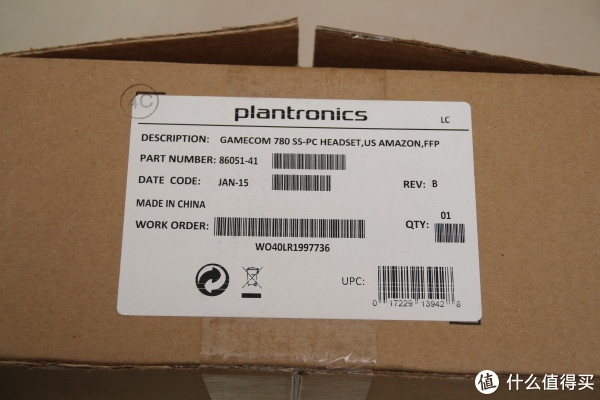 4C
plantronics
LC
DESCRIPTION: GAMECOM 780 SS-PC HEADSET,US AMAZON,FFP
PART NUMBER: 86051-41
DATE CODE: JAN-15
REV: B
MADE IN CHINA
WORK ORDER:
WO40LR1997736
QTY: 01
UPC:
0 17229 13942 8
值 什么值得买